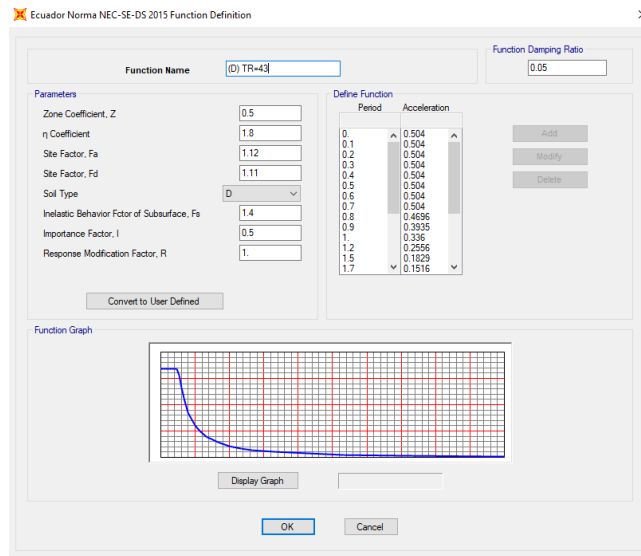 Ecuador Norma NEC-SE-DS 2015 Function Definition
Function Name
(D) TR=43
Function Damping Ratio
0.05
Parameters
Zone Coefficient, Z
0.5
η Coefficient
1.8
Site Factor, Fa
1.12
Site Factor, Fd
1.11
Soil Type
D
Inelastic Behavior Fctor of Subsurface, Fs
1.4
Importance Factor, I
0.5
Response Modification Factor, R
1.
Convert to User Defined
Define Function
Period Acceleration
0. 0.504
0.1 0.504
0.2 0.504
0.3 0.504
0.4 0.504
0.5 0.504
0.6 0.504
0.7 0.504
0.8 0.4696
0.9 0.3935
1. 0.336
1.2 0.2556
1.5 0.1829
1.7 0.1516
Add
Modify
Delete
Function Graph
Display Graph
OK
Cancel